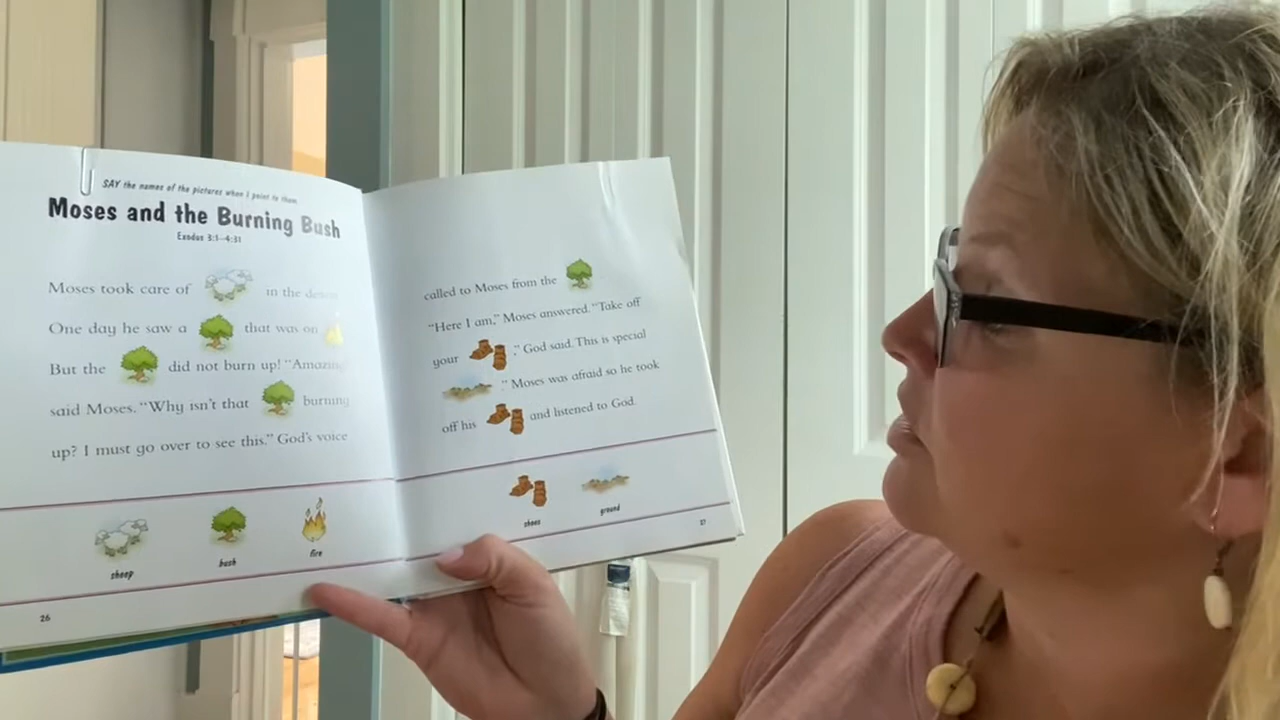 SAY the names of the pictures when I point to them.
Moses and the Burning Bush
Exodus 3:1–4:31
Moses took care of in the
One day he saw a that was on
But the did not burn up! “Amazing
said Moses. “Why isn’t that burning
up? I must go over to see this.” God’s voice
sheep
bush
fire
26
called to Moses from the
“Here I am,” Moses answered. “Take off
your .” God said. This is special
.” Moses was afraid so he took
off his and listened to God.
shoes
ground
27